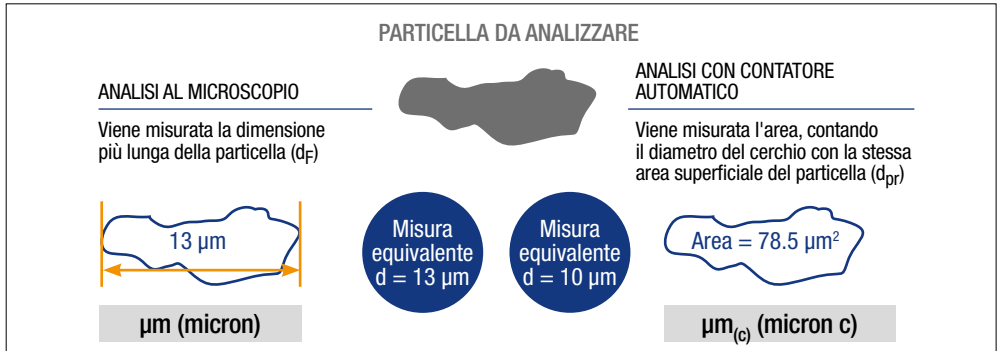 PARTICELLA DA ANALIZZARE
ANALISI AL MICROSCOPIO
Viene misurata la dimensione
più lunga della particella (dF)
13 µm
µm (micron)
Misura
equivalente
d = 13 µm
Misura
equivalente
d = 10 µm
ANALISI CON CONTATORE
AUTOMATICO
Viene misurata l'area, contando
il diametro del cerchio con la stessa
area superficiale del particella (dpr)
Area = 78.5 µm²
µm(c) (micron c)